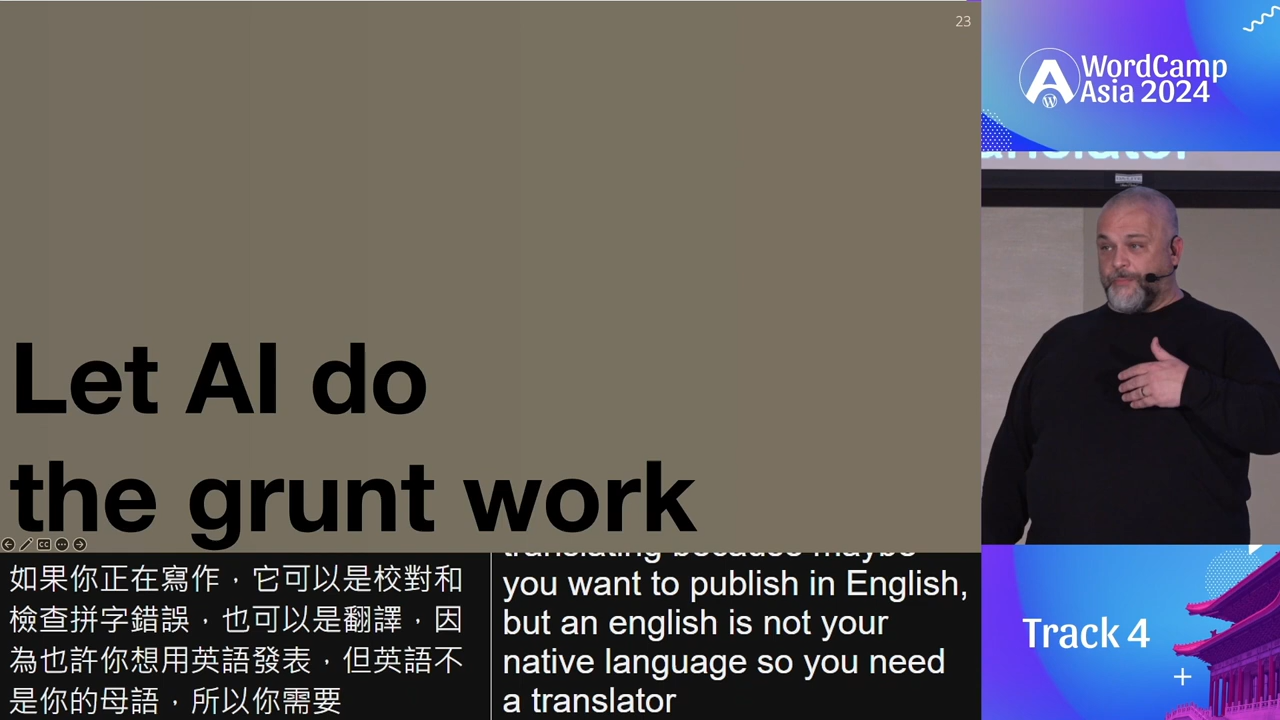 23
Let AI do
the grunt work
如果你正在寫作，它可以是校對和
檢查拼字錯誤，也可以是翻譯，因
為也許你想用英語發表，但英語不
是你的母語，所以你需要
translating because maybe
you want to publish in English,
but an english is not your
native language so you need
a translator
WordCamp
Asia 2024
Track 4